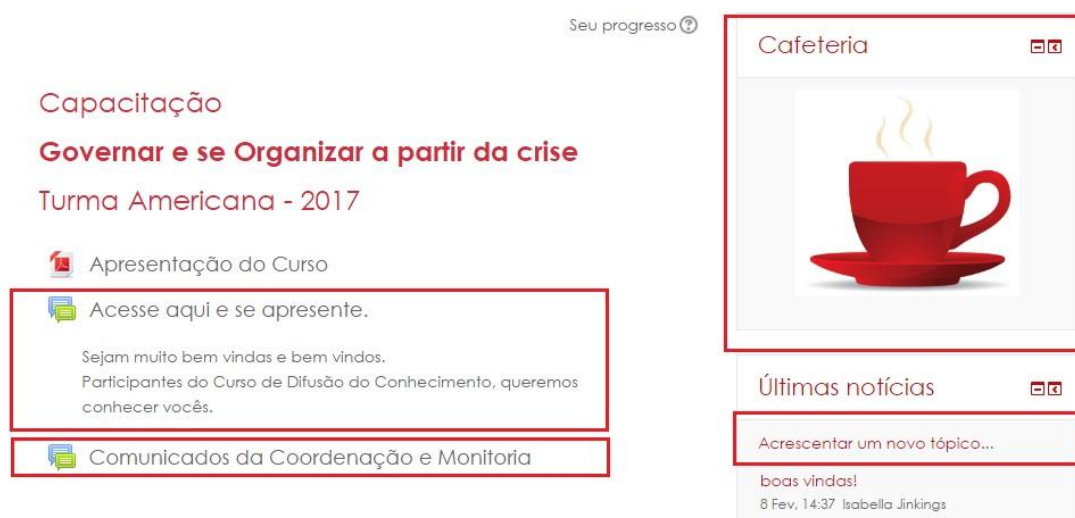 Seu progresso
Capacitação
Governar e se Organizar a partir da crise
Turma Americana - 2017
Apresentação do Curso
Acesse aqui e se apresente.
Sejam muito bem vindas e bem vindos.
Participantes do Curso de Difusão do Conhecimento, queremos
conhecer vocês.
Comunicados da Coordenação e Monitoria
Cafeteria
Últimas notícias
Acrescentar um novo tópico...
boas vindas!
8 Fev, 14:37 Isabella Jinkings